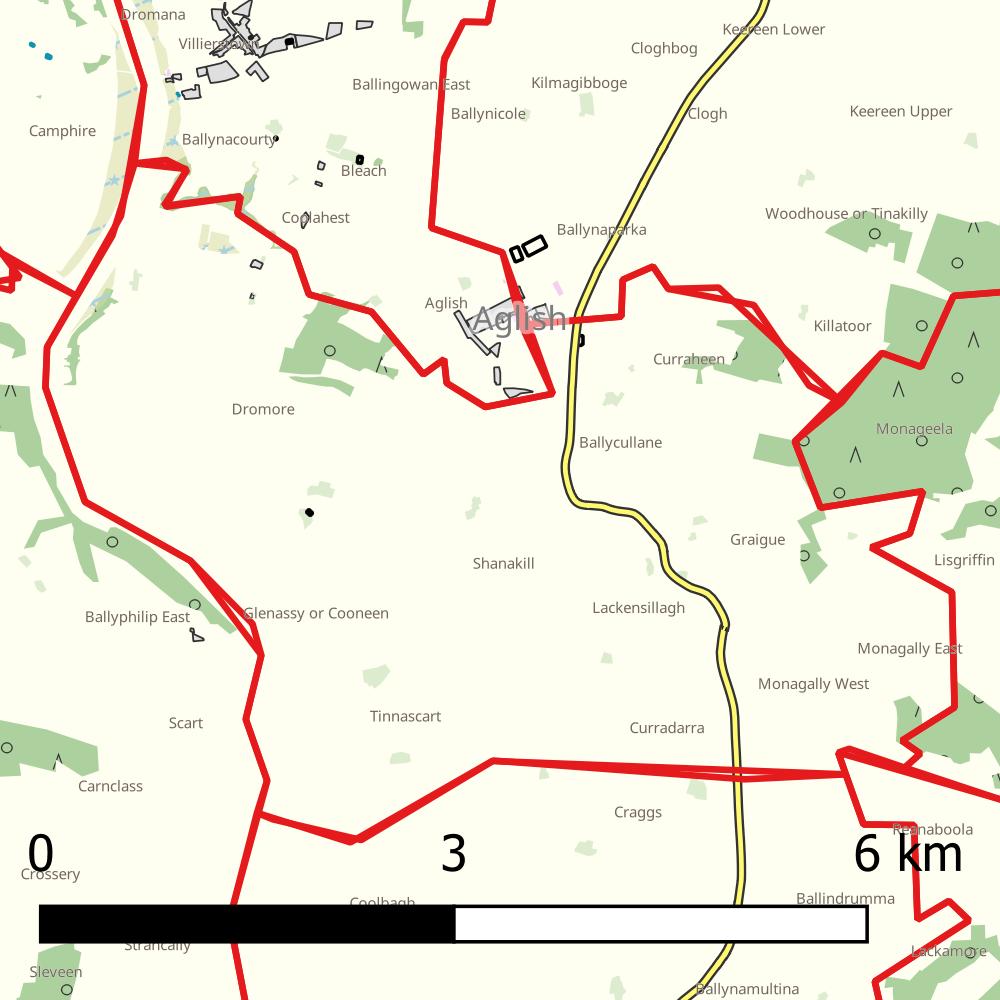 Dromana
Keereen Lower
Villierstown
Cloghbog
Ballingowan East
Kilmagibboge
Ballynicole
Clogh
Keereen Upper
Camphire
Ballynacourty
Bleach
Coolahest
Woodhouse or Tinakilly
Ballynaparka
Aglish
Aglish
Killatoor
Curraheen
Dromore
Monageela
Ballycullane
Graigue
Shanakill
Lisgriffin
Lackensillagh
Ballyphilip East
Glenassy or Cooneen
Monagally East
Monagally West
Tinnascart
Scart
Curradarra
Carnclass
Craggs
Reanaboola
0 3 6 km
Crossery
Ballindrumma
Coolbagh
Strancally
Lackamore
Sleveen
Ballynamultina